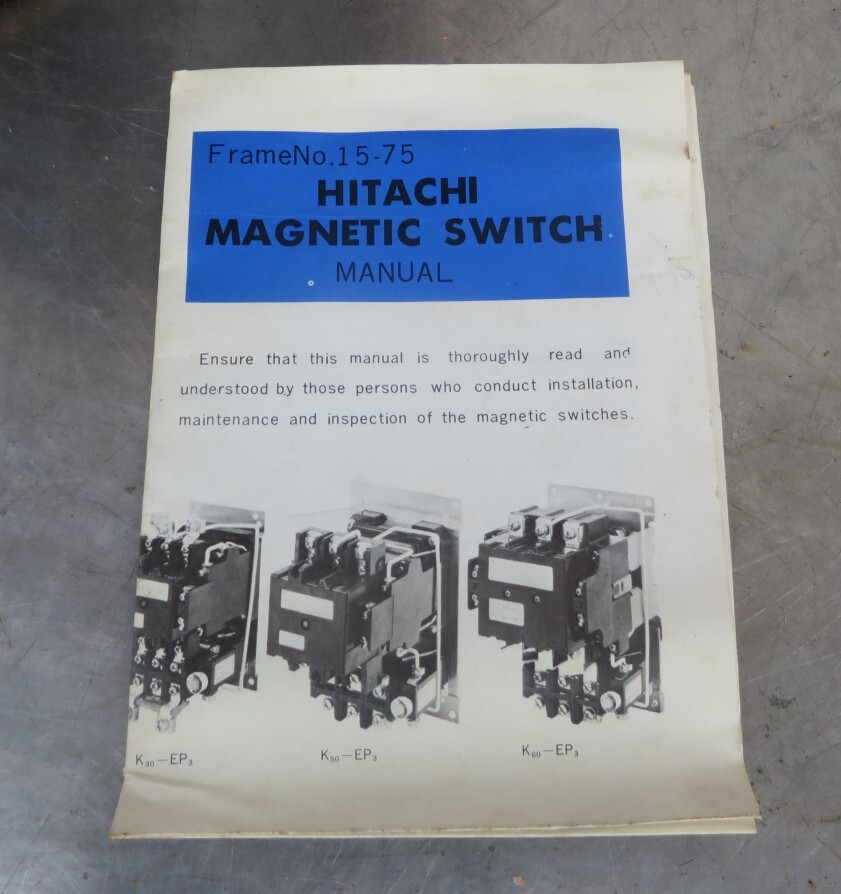 FrameNo.15-75
HITACHI
MAGNETIC SWITCH
MANUAL
Ensure that this manual is thoroughly read and
understood by those persons who conduct installation,
maintenance and inspection of the magnetic switches.
K₃₀—EP₃
K₅₀—EP₃
K₆₀—EP₃